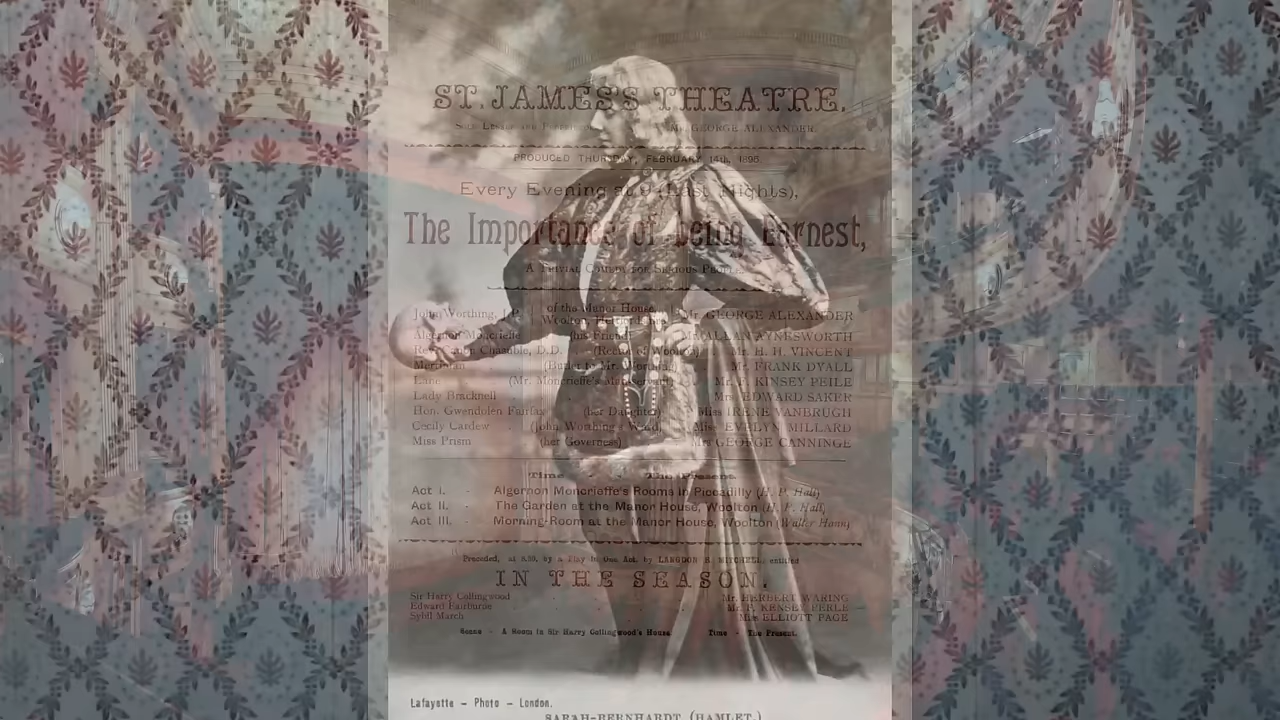 ST. JAMES'S THEATRE.
Mr. GEORGE ALEXANDER.
PRODUCED THURSDAY, FEBRUARY 14th, 1895
Every Evening at 9 (Last Nights).
The Importance of being Earnest,
A Trivial Comedy for Serious People
John Worthing, J.P. of the Manor House, Woolton Mr. GEORGE ALEXANDER
Algernon Moncrieffe (his Friend) Mr. ALLAN AYNESWORTH
Rev. Canon Chasuble, D.D. (Rector of Woolton) Mr. H. H. VINCENT
Merriman (Butler to Mr. Worthing) Mr. FRANK DYALL
Lane (Mr. Moncrieffe's Manservant) Mr. F. KINSEY PEILE
Lady Bracknell Mrs. EDWARD SAKER
Hon. Gwendolen Fairfax (her Daughter) Miss IRENE VANBRUGH
Cecily Cardew (John Worthing's Ward) Miss EVELYN MILLARD
Miss Prism (her Governess) Mrs. GEORGE CANNINGE
Time - The Present.
Act I. - Algernon Moncrieffe's Rooms in Piccadilly (H. P. Hall)
Act II. - The Garden at the Manor House, Woolton (H. P. Hall)
Act III. - Morning-Room at the Manor House, Woolton (Walter Hann)
Preceded, at 8.30, by a Play in One Act, by LANGDON E. MITCHELL, entitled
IN THE SEASON.
Sir Harry Collingwood Mr. HERBERT WARING
Edward Fairburne Mr. F. KINSEY PEILE
Sybil March Miss ELLIOTT PAGE
Scene - A Room in Sir Harry Collingwood's House Time - The Present.
Lafayette – Photo – London.
SARAH-BERNHARDT (HAMLET.)